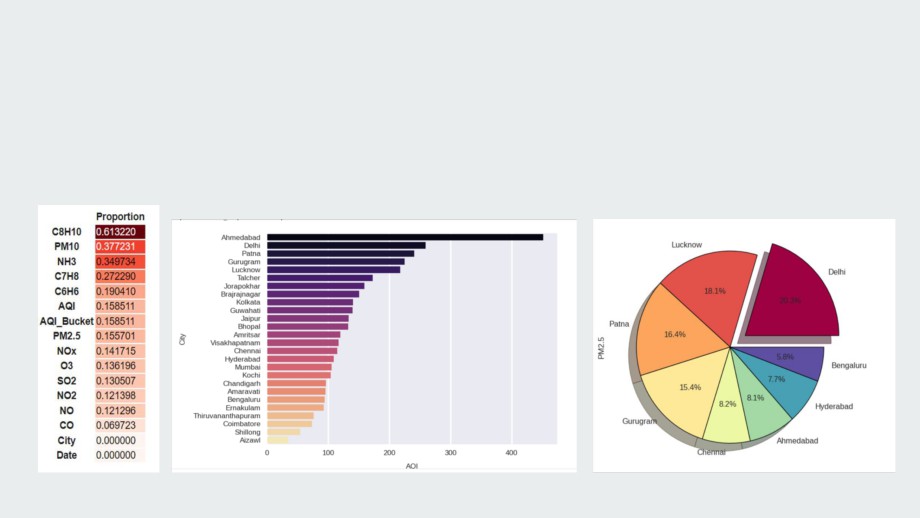 Proportion
C8H10 0.613220
PM10 0.377231
NH3 0.349734
C7H8 0.272290
C6H6 0.190410
AQI 0.158511
AQI_Bucket 0.158511
PM2.5 0.155701
NOx 0.141715
O3 0.136196
SO2 0.130507
NO2 0.121398
NO 0.121296
CO 0.069723
City 0.000000
Date 0.000000
City
Ahmedabad
Delhi
Patna
Gurugram
Lucknow
Talcher
Jorapokhar
Brajrajnagar
Kolkata
Guwahati
Jaipur
Bhopal
Amritsar
Visakhapatnam
Chennai
Hyderabad
Mumbai
Kochi
Chandigarh
Amaravati
Bengaluru
Ernakulam
Thiruvananthapuram
Coimbatore
Shillong
Aizawl
0 100 200 300 400
AQI
PM2.5
Lucknow
18.1%
Delhi
Patna
16.4%
Gurugram
15.4%
Chennai
8.2%
Ahmedabad
8.1%
Hyderabad
7.7%
Bengaluru
5.8%